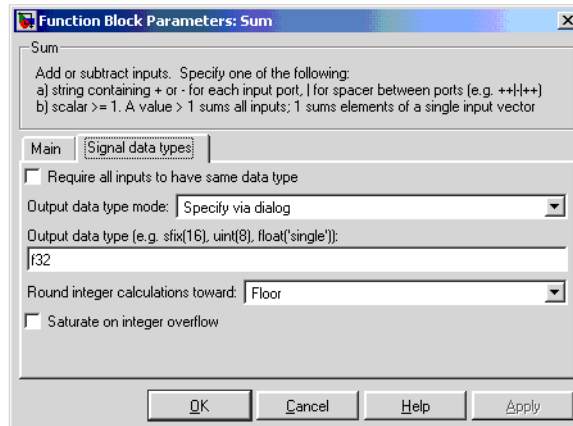 Function Block Parameters: Sum
Sum
Add or subtract inputs. Specify one of the following:
a) string containing + or - for each input port, | for spacer between ports (e.g. ++|-|++)
b) scalar >= 1. A value > 1 sums all inputs; 1 sums elements of a single input vector
Main Signal data types
Require all inputs to have same data type
Output data type mode: Specify via dialog
Output data type (e.g. sfix(16), uint(8), float('single')):
f32
Round integer calculations toward: Floor
Saturate on integer overflow
OK Cancel Help Apply